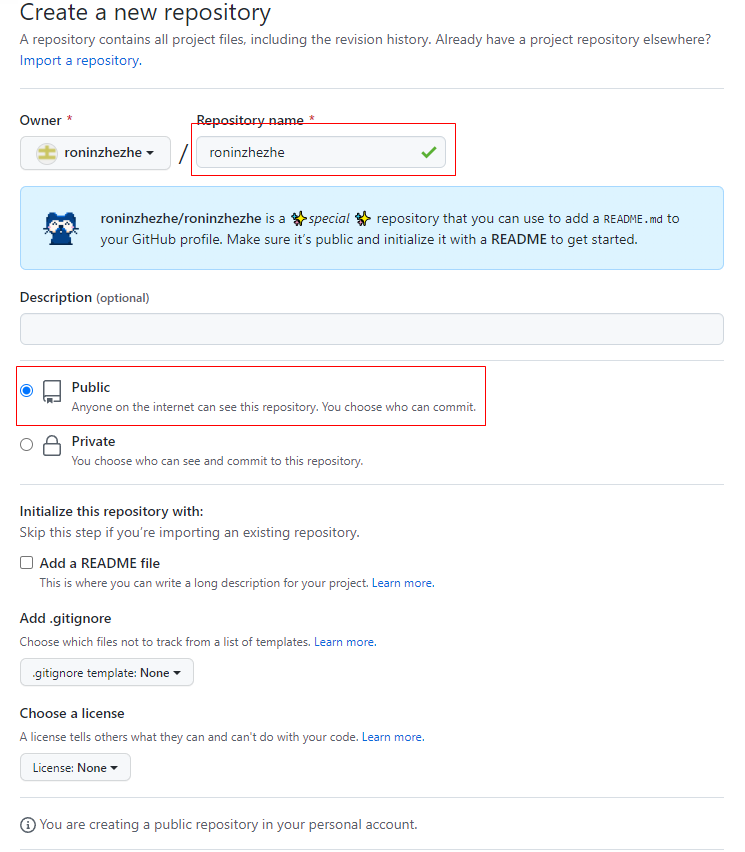 Create a new repository
A repository contains all project files, including the revision history. Already have a project repository elsewhere?
Import a repository.
Owner *
Repository name *
roninzhezhe
/
roninzhezhe
roninzhezhe/roninzhezhe is a ✨special ✨ repository that you can use to add a README.md to
your GitHub profile. Make sure it's public and initialize it with a README to get started.
Description (optional)
Public
Anyone on the internet can see this repository. You choose who can commit.
Private
You choose who can see and commit to this repository.
Initialize this repository with:
Skip this step if you're importing an existing repository.
Add a README file
This is where you can write a long description for your project. Learn more.
Add .gitignore
Choose which files not to track from a list of templates. Learn more.
.gitignore template: None
Choose a license
A license tells others what they can and can't do with your code. Learn more.
License: None
You are creating a public repository in your personal account.